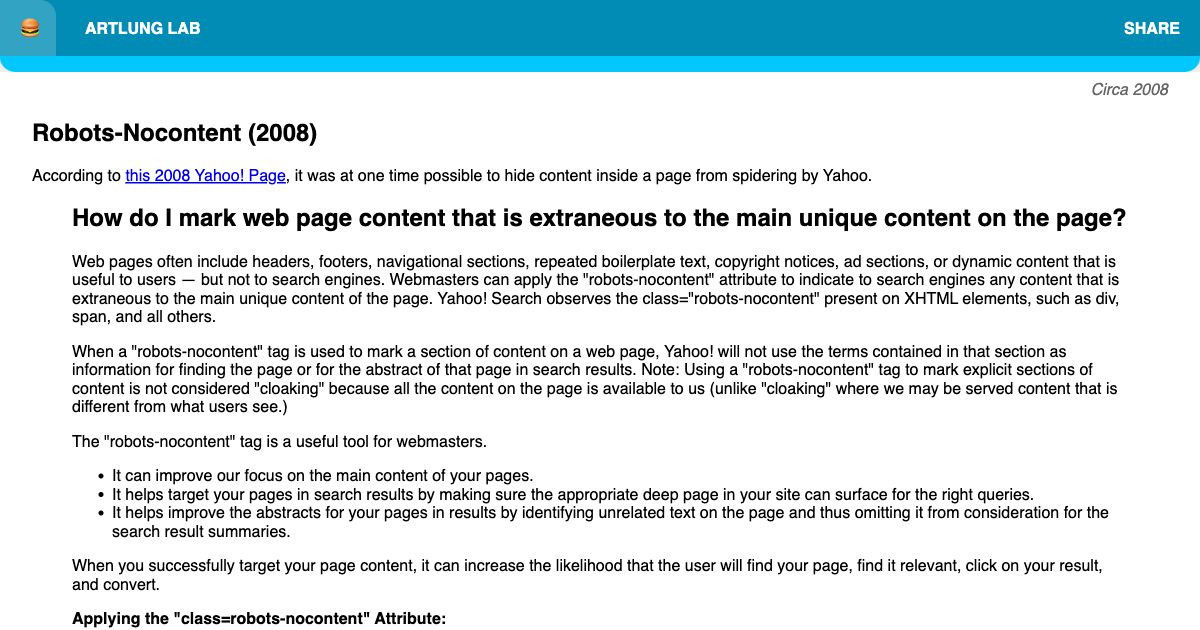 ARTLUNG LAB
SHARE
Circa 2008
Robots-Nocontent (2008)
According to this 2008 Yahoo! Page, it was at one time possible to hide content inside a page from spidering by Yahoo.
How do I mark web page content that is extraneous to the main unique content on the page?
Web pages often include headers, footers, navigational sections, repeated boilerplate text, copyright notices, ad sections, or dynamic content that is
useful to users — but not to search engines. Webmasters can apply the "robots-nocontent" attribute to indicate to search engines any content that is
extraneous to the main unique content of the page. Yahoo! Search observes the class="robots-nocontent" present on XHTML elements, such as div,
span, and all others.
When a "robots-nocontent" tag is used to mark a section of content on a web page, Yahoo! will not use the terms contained in that section as
information for finding the page or for the abstract of that page in search results. Note: Using a "robots-nocontent" tag to mark explicit sections of
content is not considered "cloaking" because all the content on the page is available to us (unlike "cloaking" where we may be served content that is
different from what users see.)
The "robots-nocontent" tag is a useful tool for webmasters.
• It can improve our focus on the main content of your pages.
• It helps target your pages in search results by making sure the appropriate deep page in your site can surface for the right queries.
• It helps improve the abstracts for your pages in results by identifying unrelated text on the page and thus omitting it from consideration for the
search result summaries.
When you successfully target your page content, it can increase the likelihood that the user will find your page, find it relevant, click on your result,
and convert.
Applying the "class=robots-nocontent" Attribute: